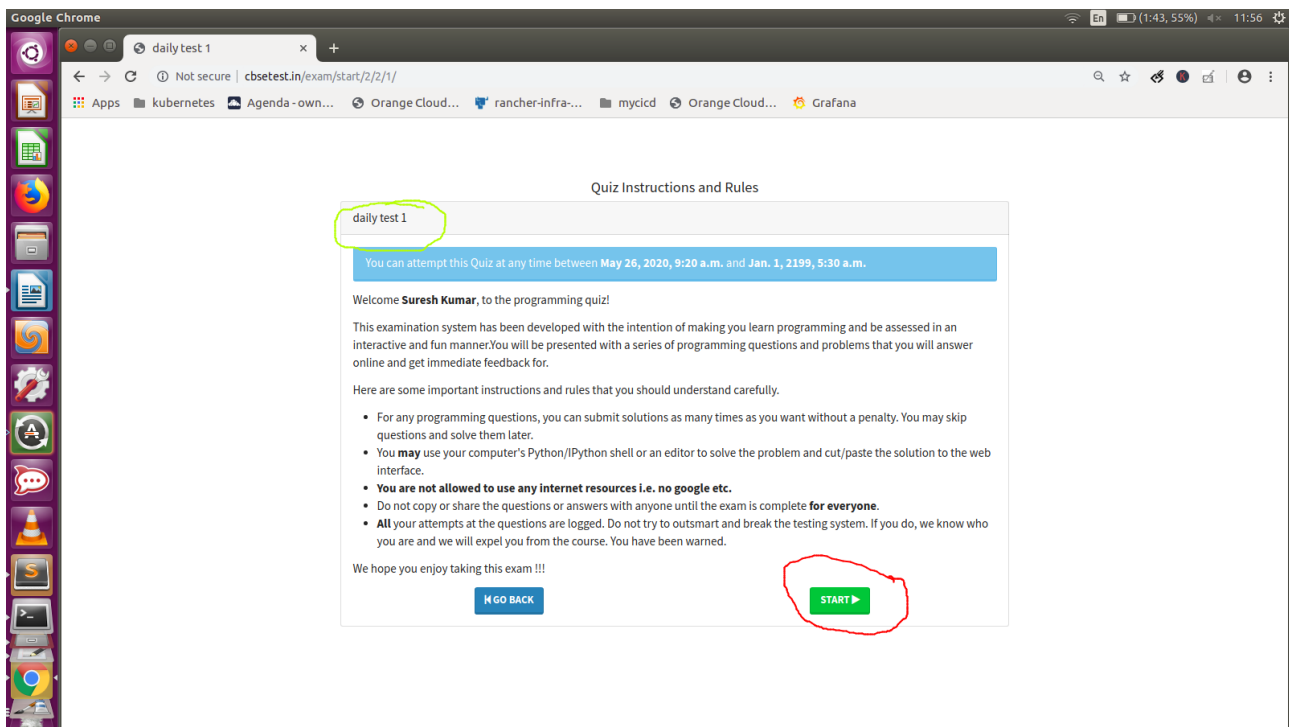 Google Chrome
En (1:43, 55%) 11:56
daily test 1 × +
Not secure | cbsetest.in/exam/start/2/2/1/
Apps kubernetes Agenda - own... Orange Cloud... rancher-infra-... mycicd Orange Cloud... Grafana
Quiz Instructions and Rules
daily test 1
You can attempt this Quiz at any time between May 26, 2020, 9:20 a.m. and Jan. 1, 2199, 5:30 a.m.
Welcome Suresh Kumar, to the programming quiz!
This examination system has been developed with the intention of making you learn programming and be assessed in an
interactive and fun manner.You will be presented with a series of programming questions and problems that you will answer
online and get immediate feedback for.
Here are some important instructions and rules that you should understand carefully.
• For any programming questions, you can submit solutions as many times as you want without a penalty. You may skip
questions and solve them later.
• You may use your computer's Python/IPython shell or an editor to solve the problem and cut/paste the solution to the web
interface.
• You are not allowed to use any internet resources i.e. no google etc.
• Do not copy or share the questions or answers with anyone until the exam is complete for everyone.
• All your attempts at the questions are logged. Do not try to outsmart and break the testing system. If you do, we know who
you are and we will expel you from the course. You have been warned.
We hope you enjoy taking this exam !!!
GO BACK START